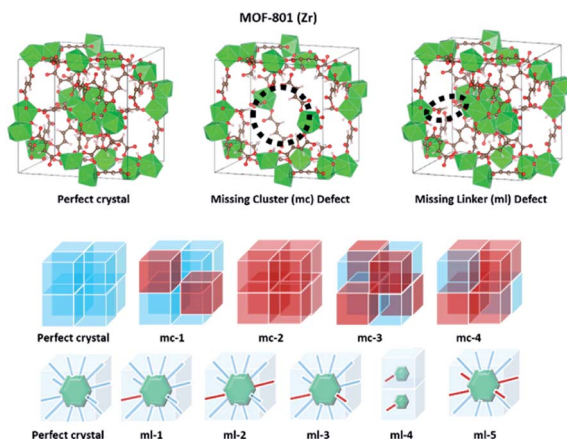 MOF-801 (Zr)
Perfect crystal
Missing Cluster (mc) Defect
Missing Linker (ml) Defect
Perfect crystal
mc-1
mc-2
mc-3
mc-4
Perfect crystal
ml-1
ml-2
ml-3
ml-4
ml-5